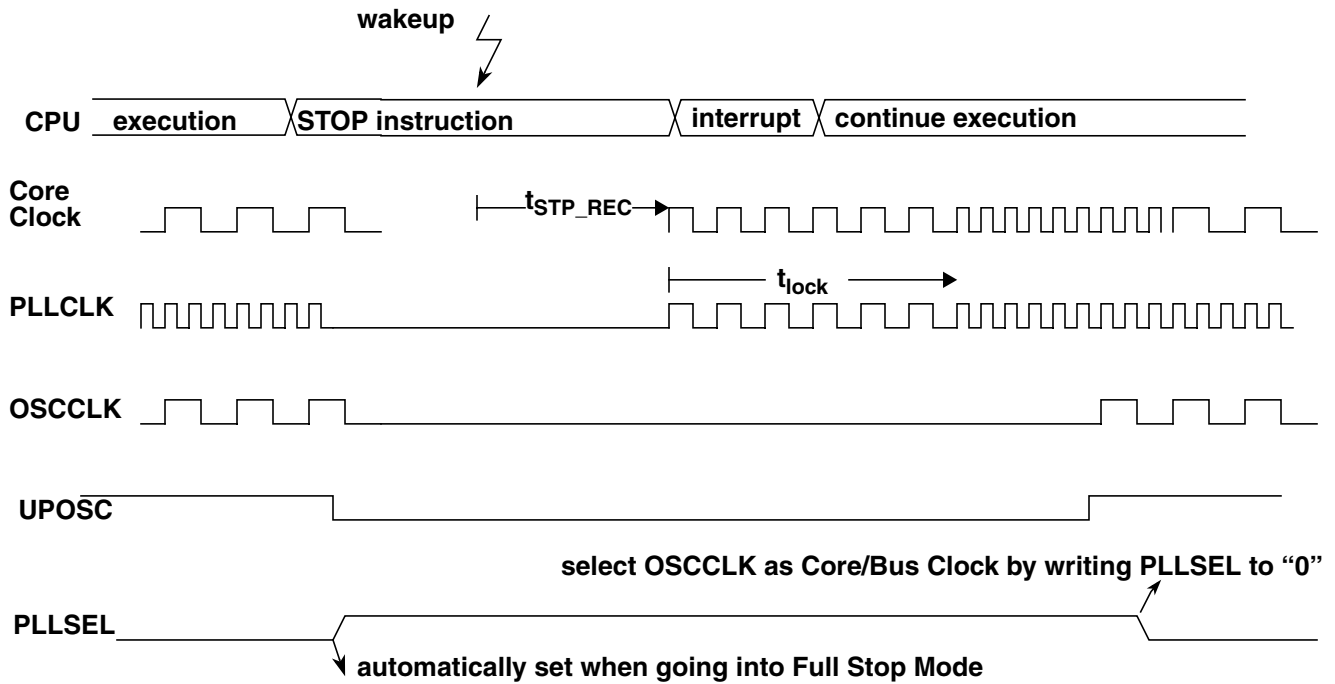 wakeup
CPU execution STOP instruction interrupt continue execution
Core
Clock
tSTP_REC
tlock
PLLCLK
OSCCLK
UPOSC
select OSCCLK as Core/Bus Clock by writing PLLSEL to “0”
PLLSEL
automatically set when going into Full Stop Mode